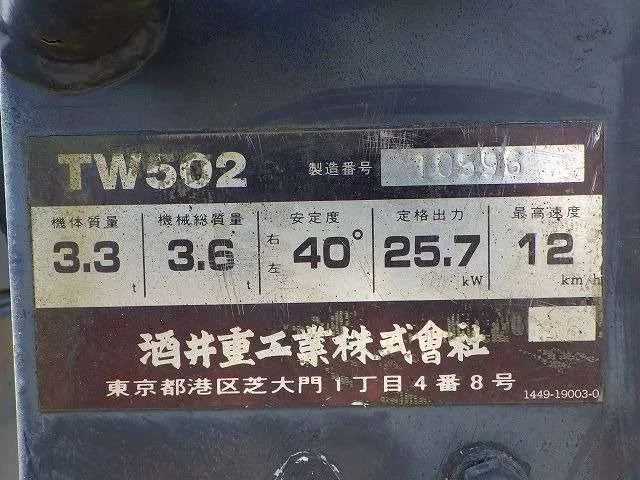 TW502 製造番号 10596
機体質量 機械総質量 安定度 定格出力 最高速度
3.3 t 3.6 t 右 左 40° 25.7 kW 12 km/h
酒井重工業株式會社
東京都港区芝大門1丁目4番8号 1449-19003-0